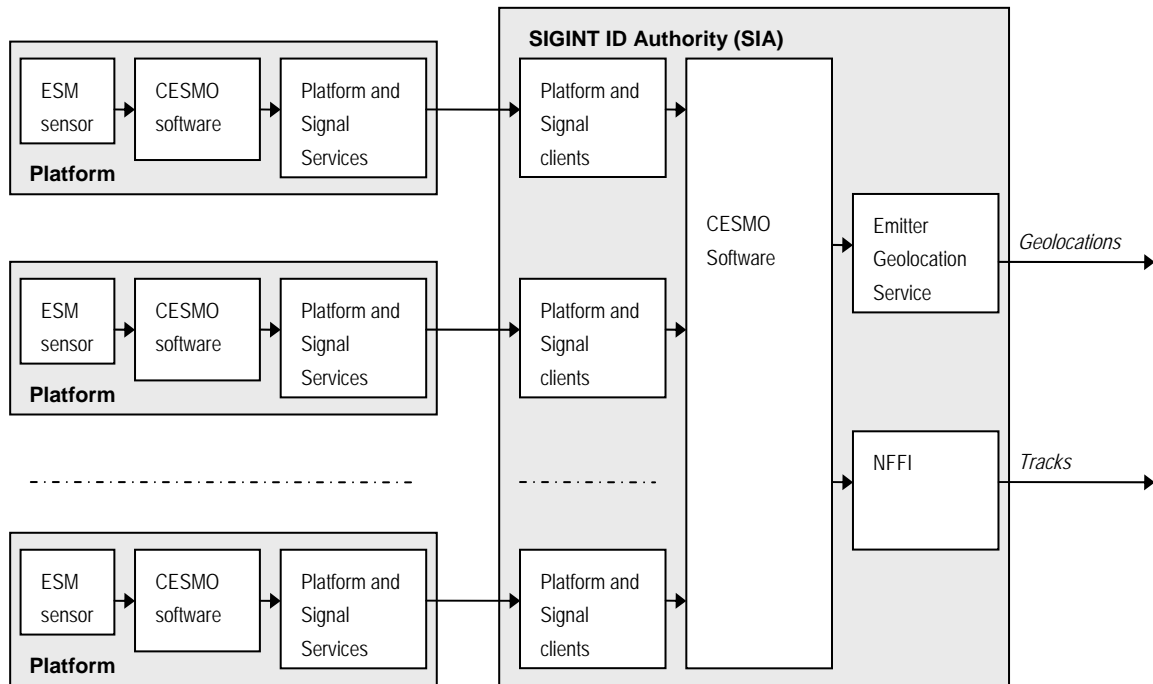 SIGINT ID Authority (SIA)
ESM
sensor
CESMO
software
Platform and
Signal
Services
Platform
Platform and
Signal
clients
ESM
sensor
CESMO
software
Platform and
Signal
Services
Platform
Platform and
Signal
clients
ESM
sensor
CESMO
software
Platform and
Signal
Services
Platform
Platform and
Signal
clients
CESMO
Software
Emitter
Geolocation
Service
Geolocations
NFFI
Tracks